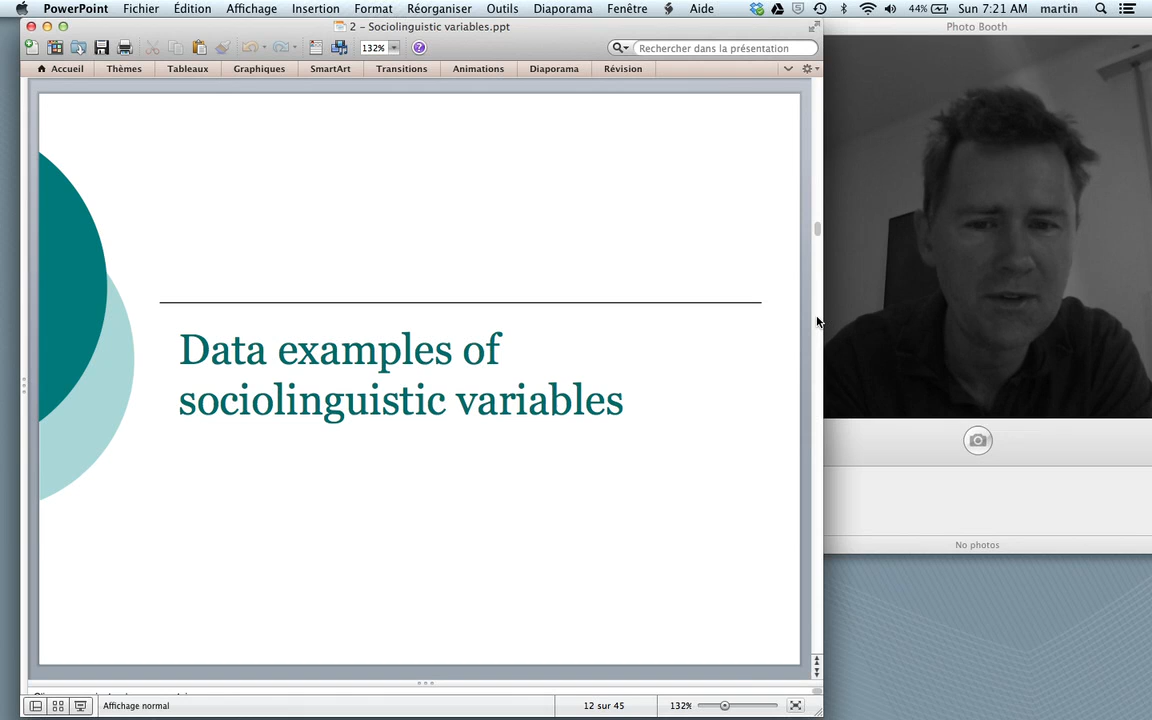 PowerPoint Fichier Édition Affichage Insertion Format Réorganiser Outils Diaporama Fenêtre Aide 44% Sun 7:21 AM martin
2 - Sociolinguistic variables.ppt
Photo Booth
132% Rechercher dans la présentation
Accueil Thèmes Tableaux Graphiques SmartArt Transitions Animations Diaporama Révision
Data examples of
sociolinguistic variables
No photos
Affichage normal 12 sur 45 132%